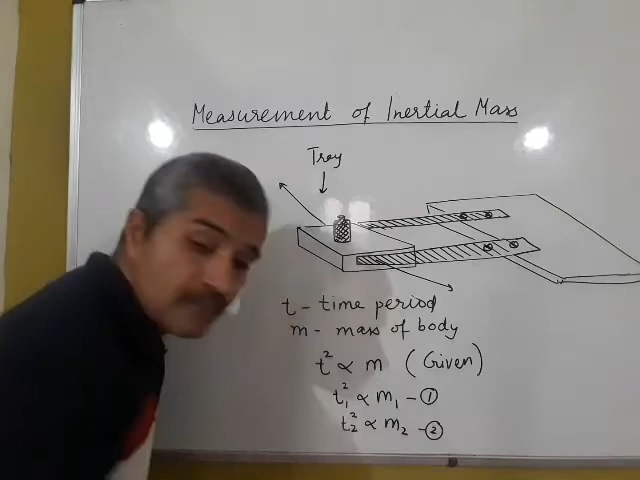 Measurement of Inertial Mass
Tray
t - time period
m - mass of body
t² ∝ m (Given)
t₁² ∝ m₁ - ①
t₂² ∝ m₂ - ②